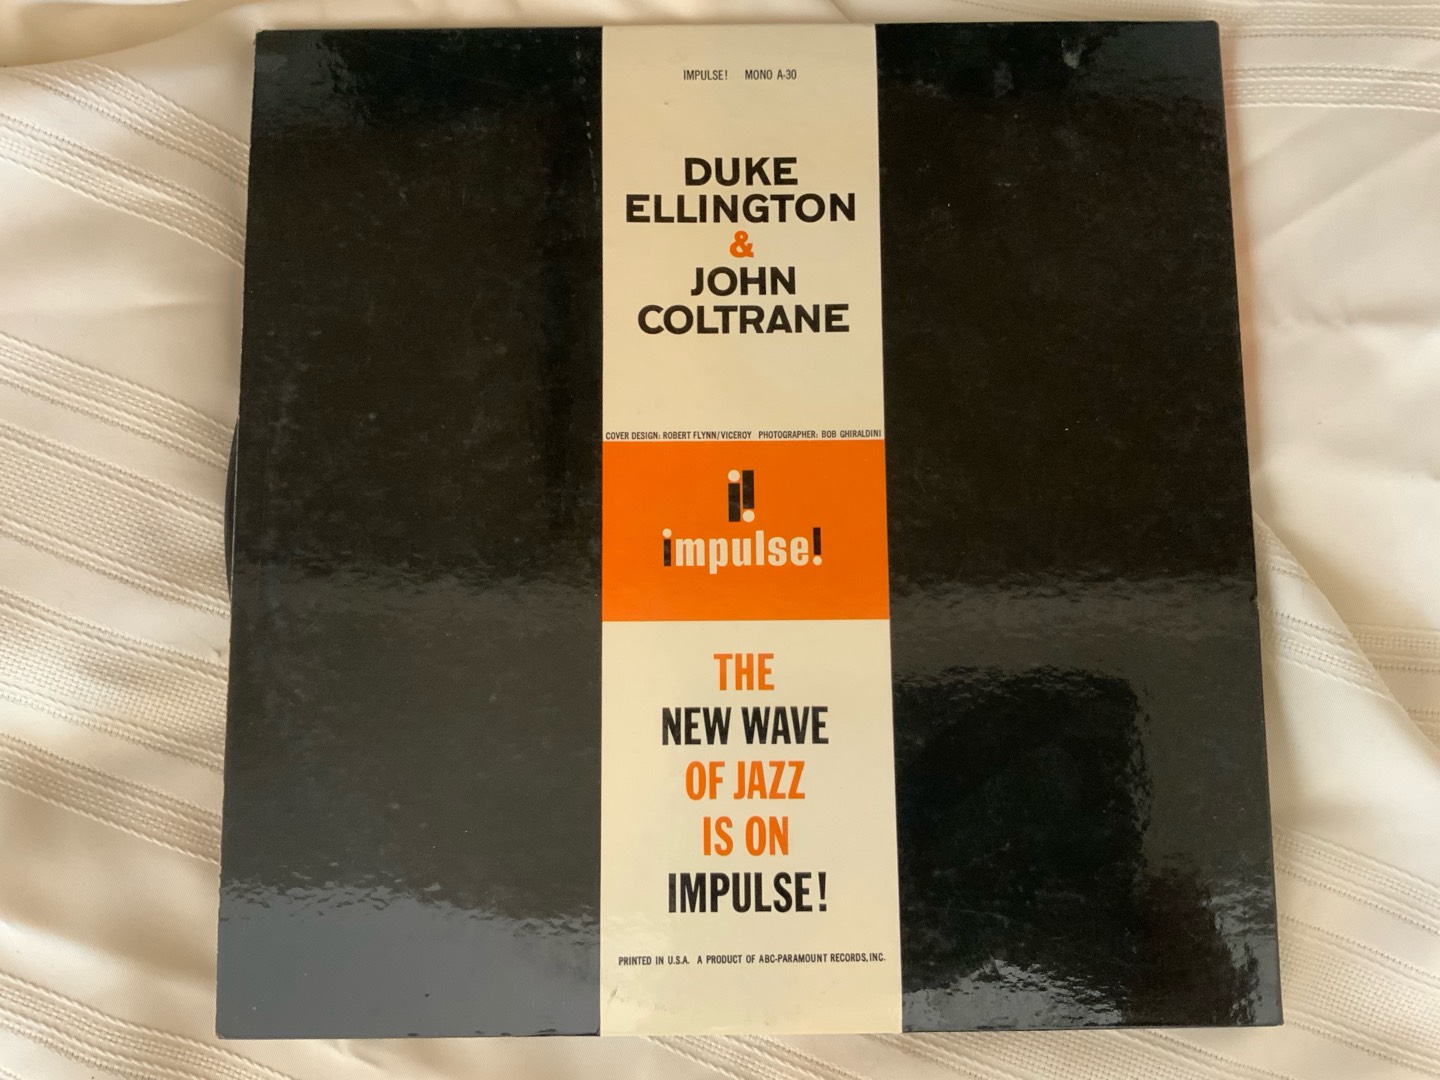 IMPULSE! MONO A-30
DUKE
ELLINGTON
&
JOHN
COLTRANE
COVER DESIGN: ROBERT FLYNN/VICEROY PHOTOGRAPHER: BOB GHIRALDINI
i!
impulse!
THE
NEW WAVE
OF JAZZ
IS ON
IMPULSE!
PRINTED IN U.S.A. A PRODUCT OF ABC-PARAMOUNT RECORDS, INC.